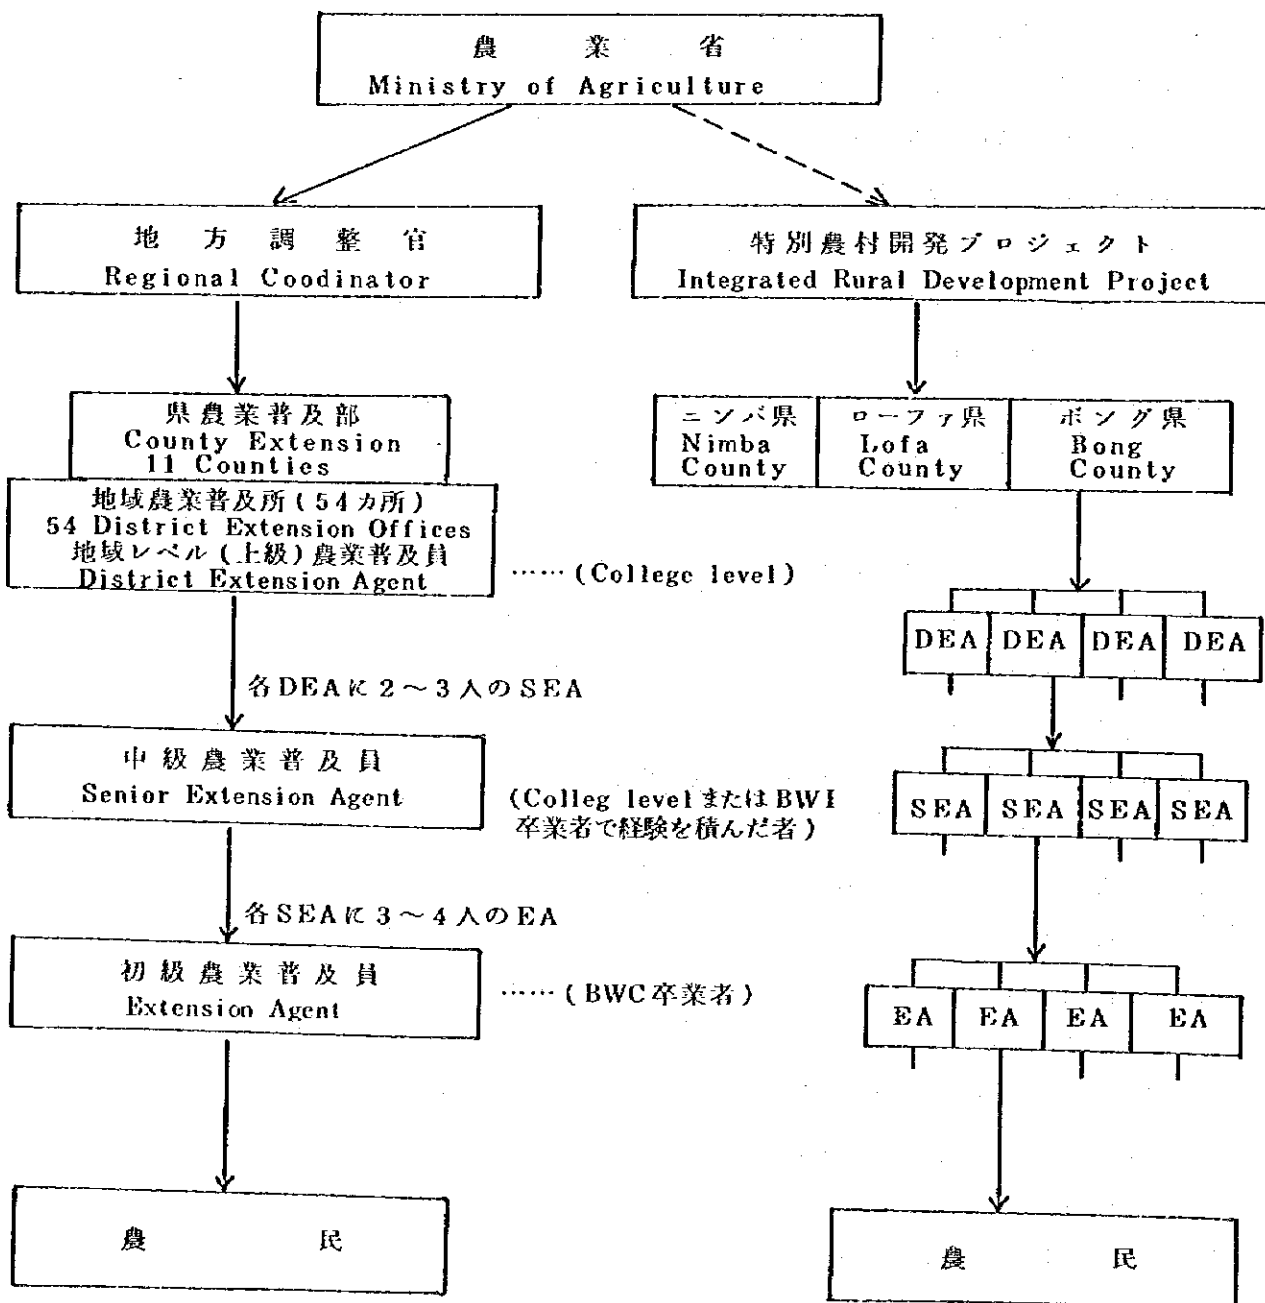 農業省
Ministry of Agriculture
地方調整官
Regional Coodinator
特別農村開発プロジェクト
Integrated Rural Development Project
県農業普及部
County Extension
11 Counties
地域農業普及所(54カ所)
54 District Extension Offices
地域レベル(上級)農業普及員
District Extension Agent
……(College level)
ニンバ県
Nimba
County
ローファ県
Lofa
County
ボング県
Bong
County
DEA DEA DEA DEA
各DEAに2~3人のSEA
中級農業普及員
Senior Extension Agent
(Colleg levelまたはBWI
卒業者で経験を積んだ者)
SEA SEA SEA SEA
各SEAに3~4人のEA
初級農業普及員
Extension Agent
……(BWC卒業者)
EA EA EA EA
農民
農民